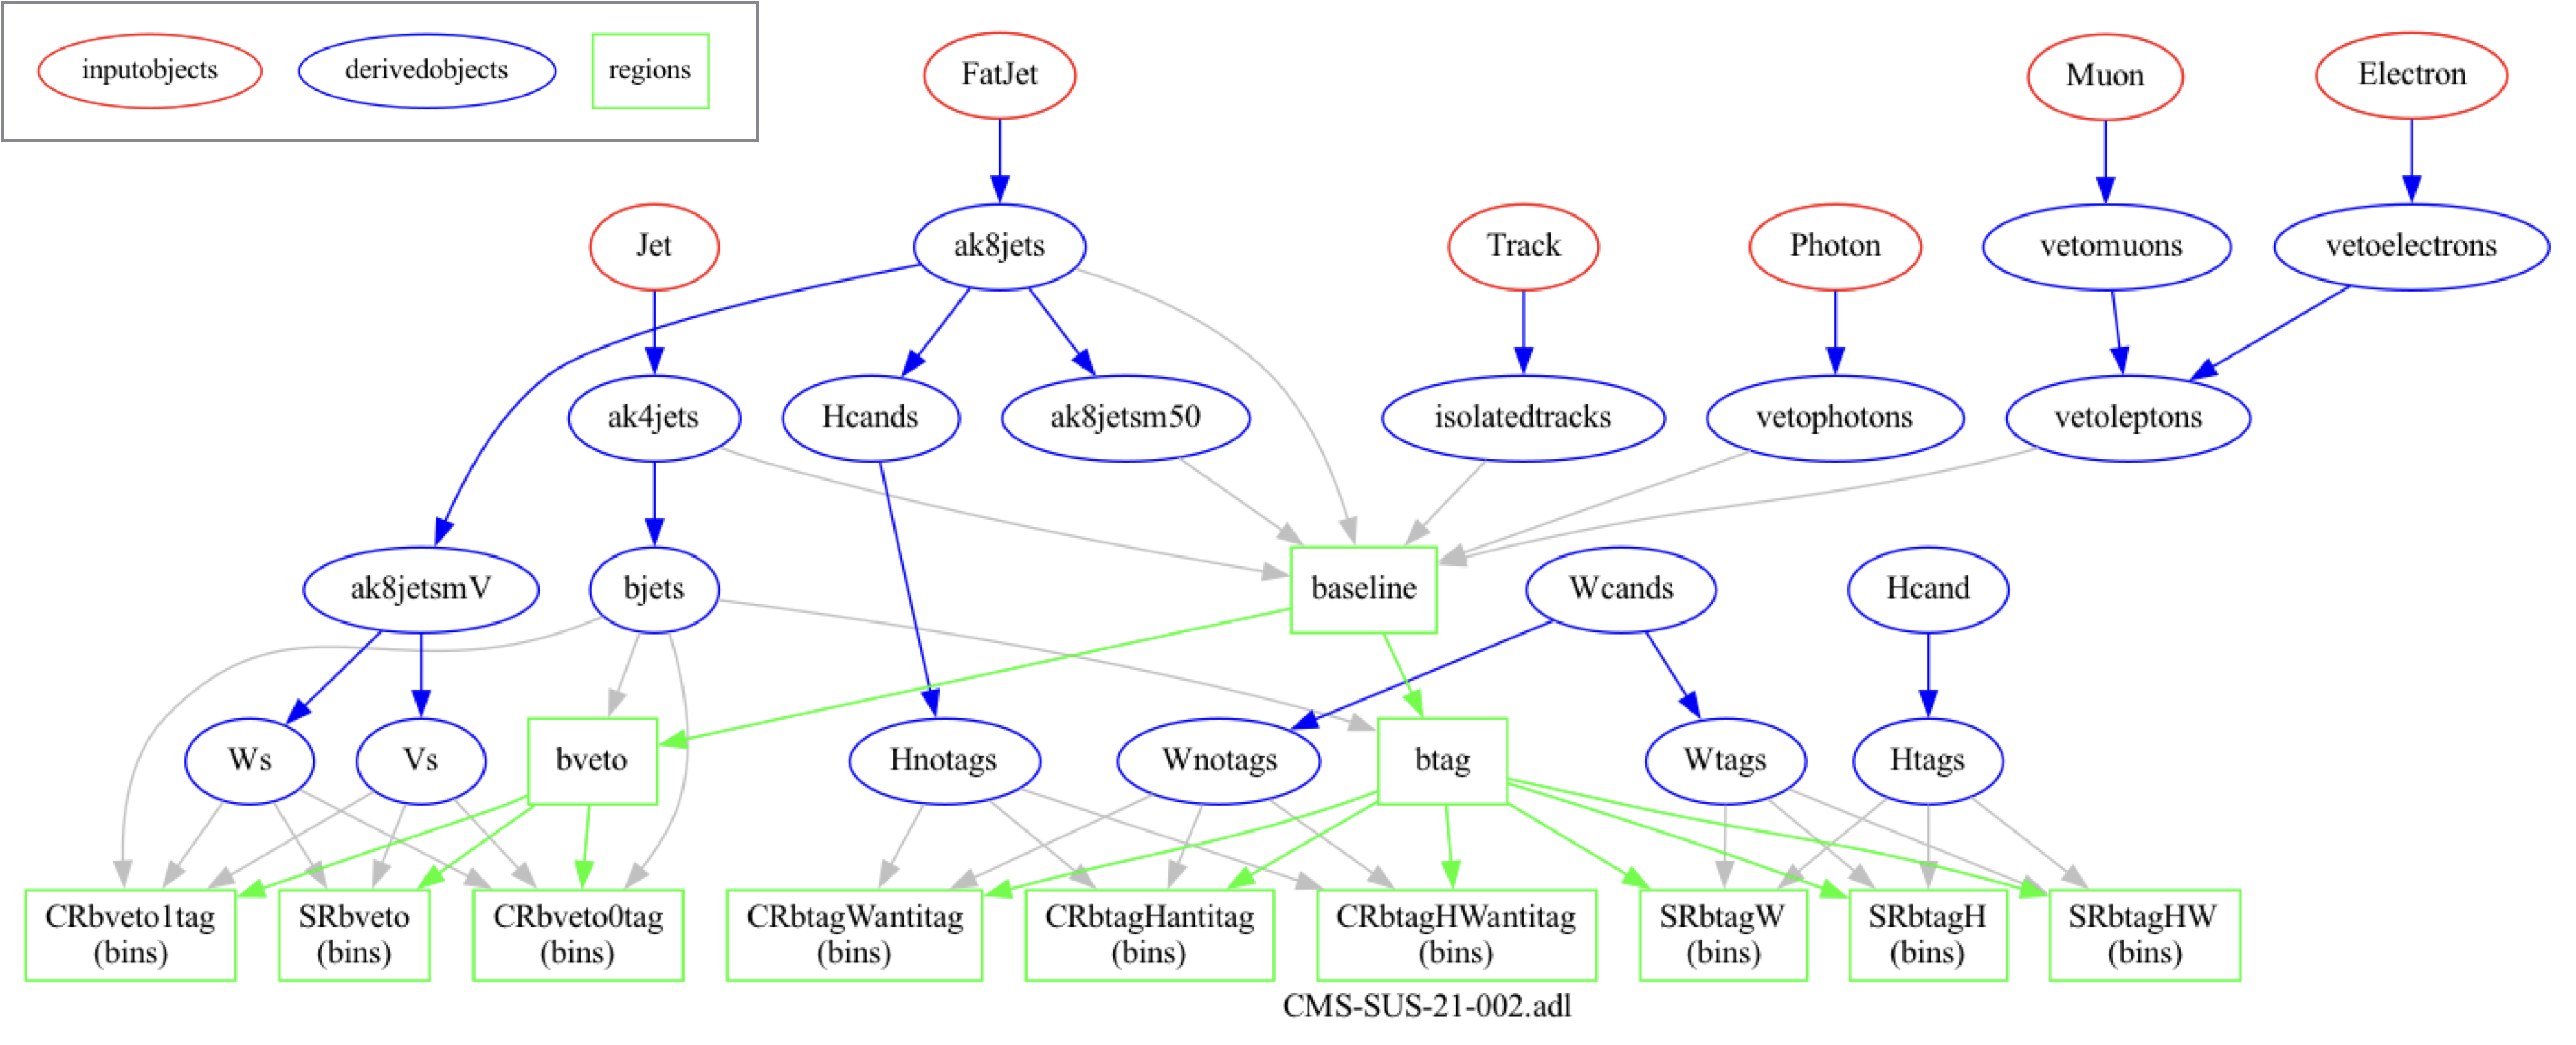 inputobjects
derivedobjects
regions
FatJet
Muon
Electron
Jet
ak8jets
Track
Photon
vetomuons
vetoelectrons
ak4jets
Hcands
ak8jetsm50
isolatedtracks
vetophotons
vetoleptons
ak8jetsmV
bjets
baseline
Wcands
Hcand
Ws
Vs
bveto
Hnotags
Wnotags
btag
Wtags
Htags
CRbveto1tag
(bins)
SRbveto
(bins)
CRbveto0tag
(bins)
CRbtagWantitag
(bins)
CRbtagHantitag
(bins)
CRbtagHWantitag
(bins)
SRbtagW
(bins)
SRbtagH
(bins)
SRbtagHW
(bins)
CMS-SUS-21-002.adl